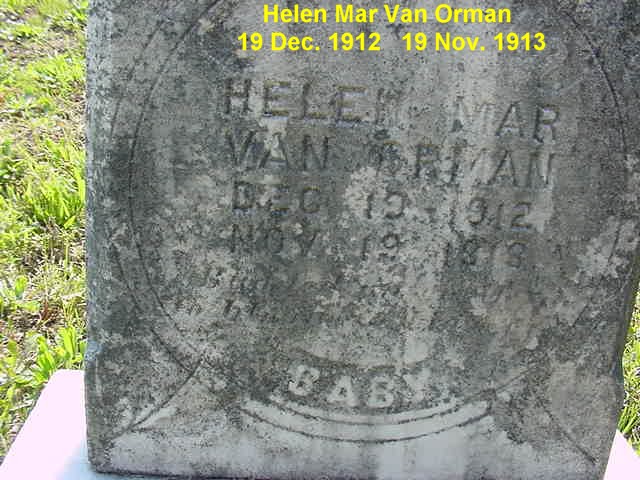 Helen Mar Van Orman
19 Dec. 1912 19 Nov. 1913
HELEN MAR
VAN ORMAN
DEC. 19 1912
NOV. 19 1913
BABY